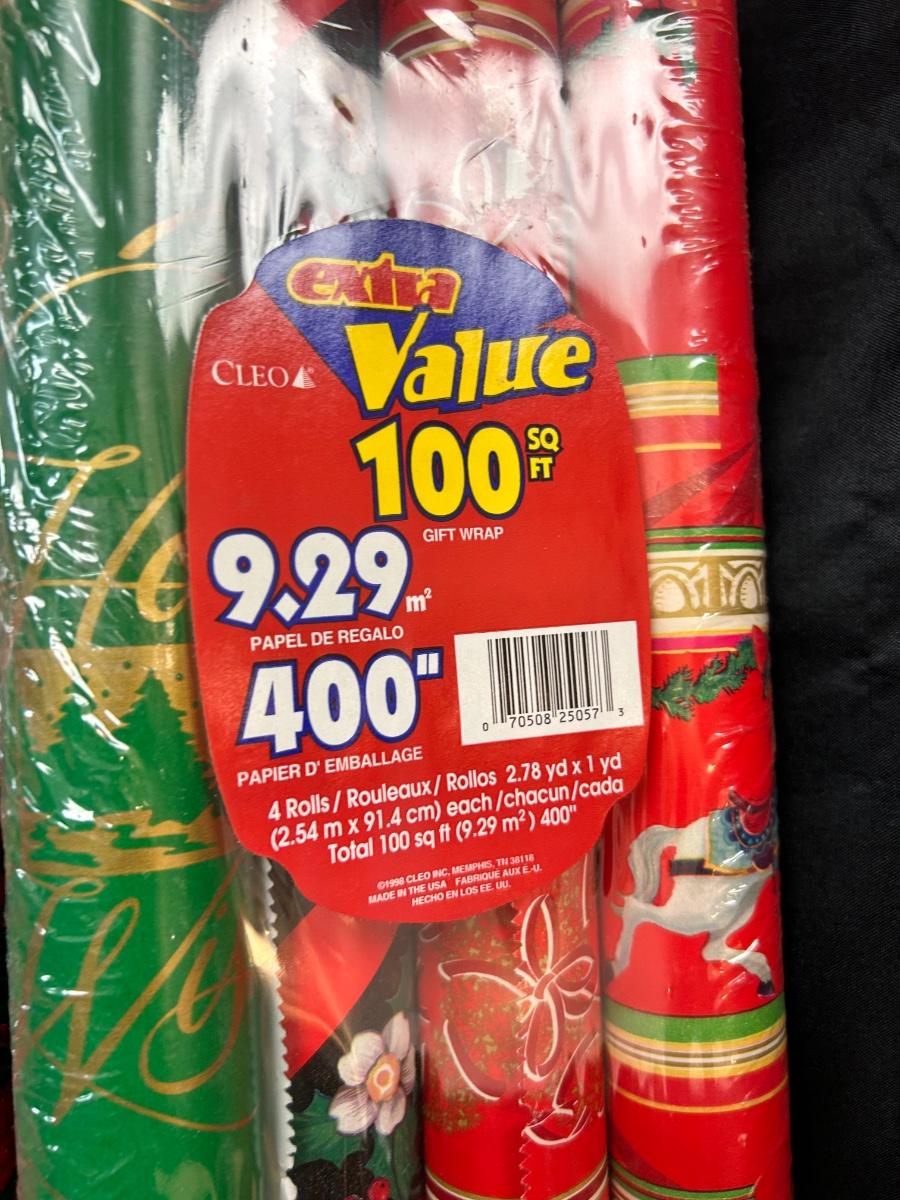 extra
Value
CLEO®
100 SQ FT
GIFT WRAP
9.29 m²
PAPEL DE REGALO
400"
PAPIER D' EMBALLAGE
0 70508 25057 3
4 Rolls / Rouleaux / Rollos 2.78 yd x 1 yd
(2.54 m x 91.4 cm) each /chacun/cada
Total 100 sq ft (9.29 m²) 400"
©1998 CLEO INC, MEMPHIS, TN 38118
MADE IN THE USA FABRIQUÉ AUX E.-U.
HECHO EN LOS EE. UU.